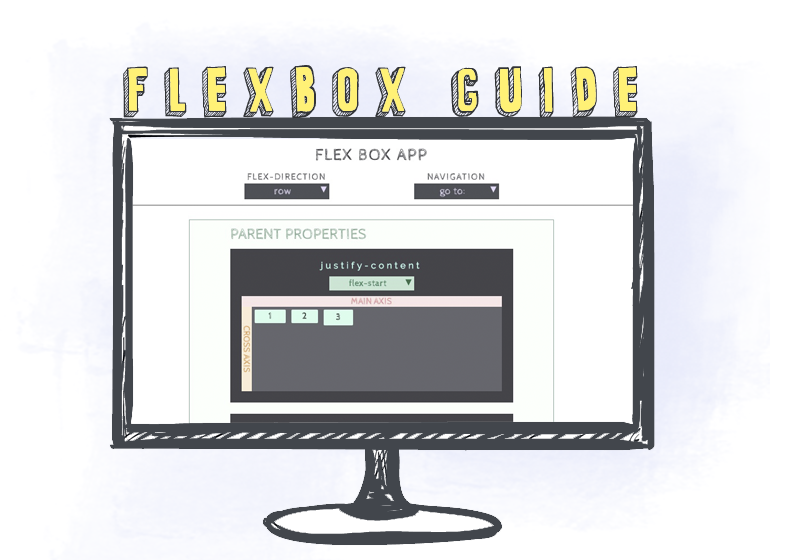 FLEXBOX GUIDE
FLEX BOX APP
FLEX-DIRECTION NAVIGATION
row go to:
PARENT PROPERTIES
justify-content
flex-start
MAIN AXIS
1 2 3
CROSS AXIS